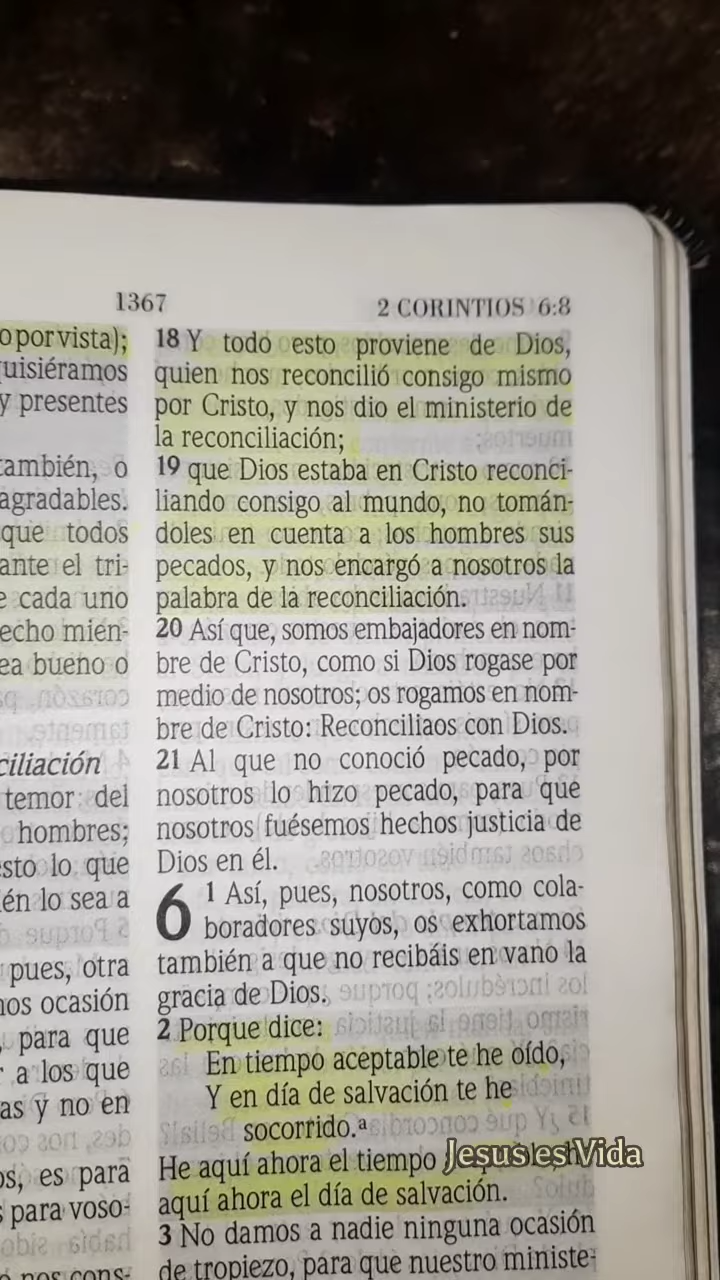 1367
2 CORINTIOS 6:8
o por vista);
uisiéramos
y presentes
también, o
agradables.
que todos
ante el tri-
e cada uno
echo mien-
ea bueno o
ciliación
temor del
hombres;
sto lo que
én lo sea a
pues, otra
nos ocasión
, para que
r a los que
as y no en
os, es para
s para voso-
18 Y todo esto proviene de Dios,
quien nos reconcilió consigo mismo
por Cristo, y nos dio el ministerio de
la reconciliación;
19 que Dios estaba en Cristo reconci-
liando consigo al mundo, no tomán-
doles en cuenta a los hombres sus
pecados, y nos encargó a nosotros la
palabra de la reconciliación.
20 Así que, somos embajadores en nom-
bre de Cristo, como si Dios rogase por
medio de nosotros; os rogamos en nom-
bre de Cristo: Reconciliaos con Dios.
21 Al que no conoció pecado, por
nosotros lo hizo pecado, para que
nosotros fuésemos hechos justicia de
Dios en él.
6 1 Así, pues, nosotros, como cola-
boradores suyos, os exhortamos
también a que no recibáis en vano la
gracia de Dios.
2 Porque dice:
En tiempo aceptable te he oído,
Y en día de salvación te he
socorrido.ª
He aquí ahora el tiempo
aquí ahora el día de salvación.
3 No damos a nadie ninguna ocasión
de tropiezo, para que nuestro ministe-
Jesus es Vida